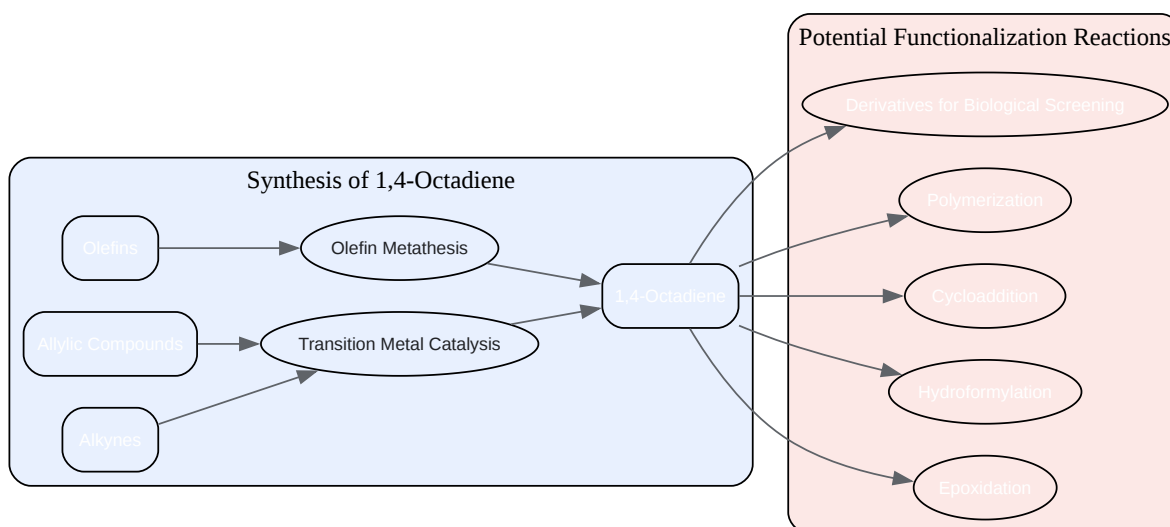 Potential Functionalization Reactions
Derivatives for Biological Screening
Synthesis of 1,4-Octadiene
Polymerization
Olefins
Olefin Metathesis
1,4-Octadiene
Cycloaddition
Allylic Compounds
Transition Metal Catalysis
Hydroformylation
Alkynes
Epoxidation